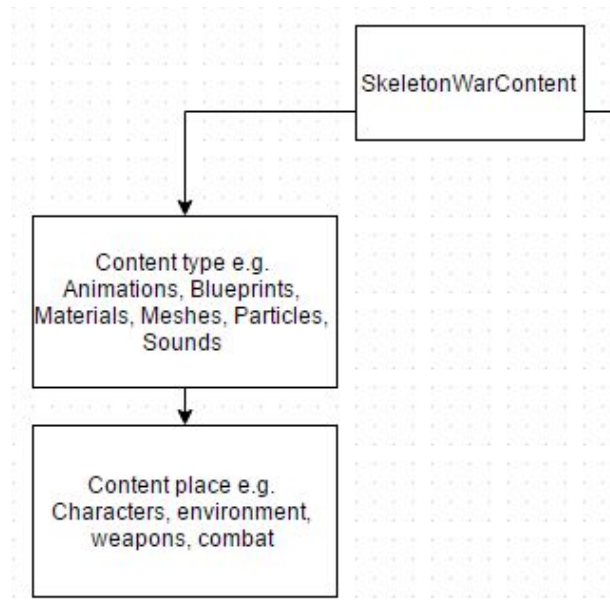 SkeletonWarContent
Content type e.g.
Animations, Blueprints,
Materials, Meshes, Particles,
Sounds
Content place e.g.
Characters, environment,
weapons, combat